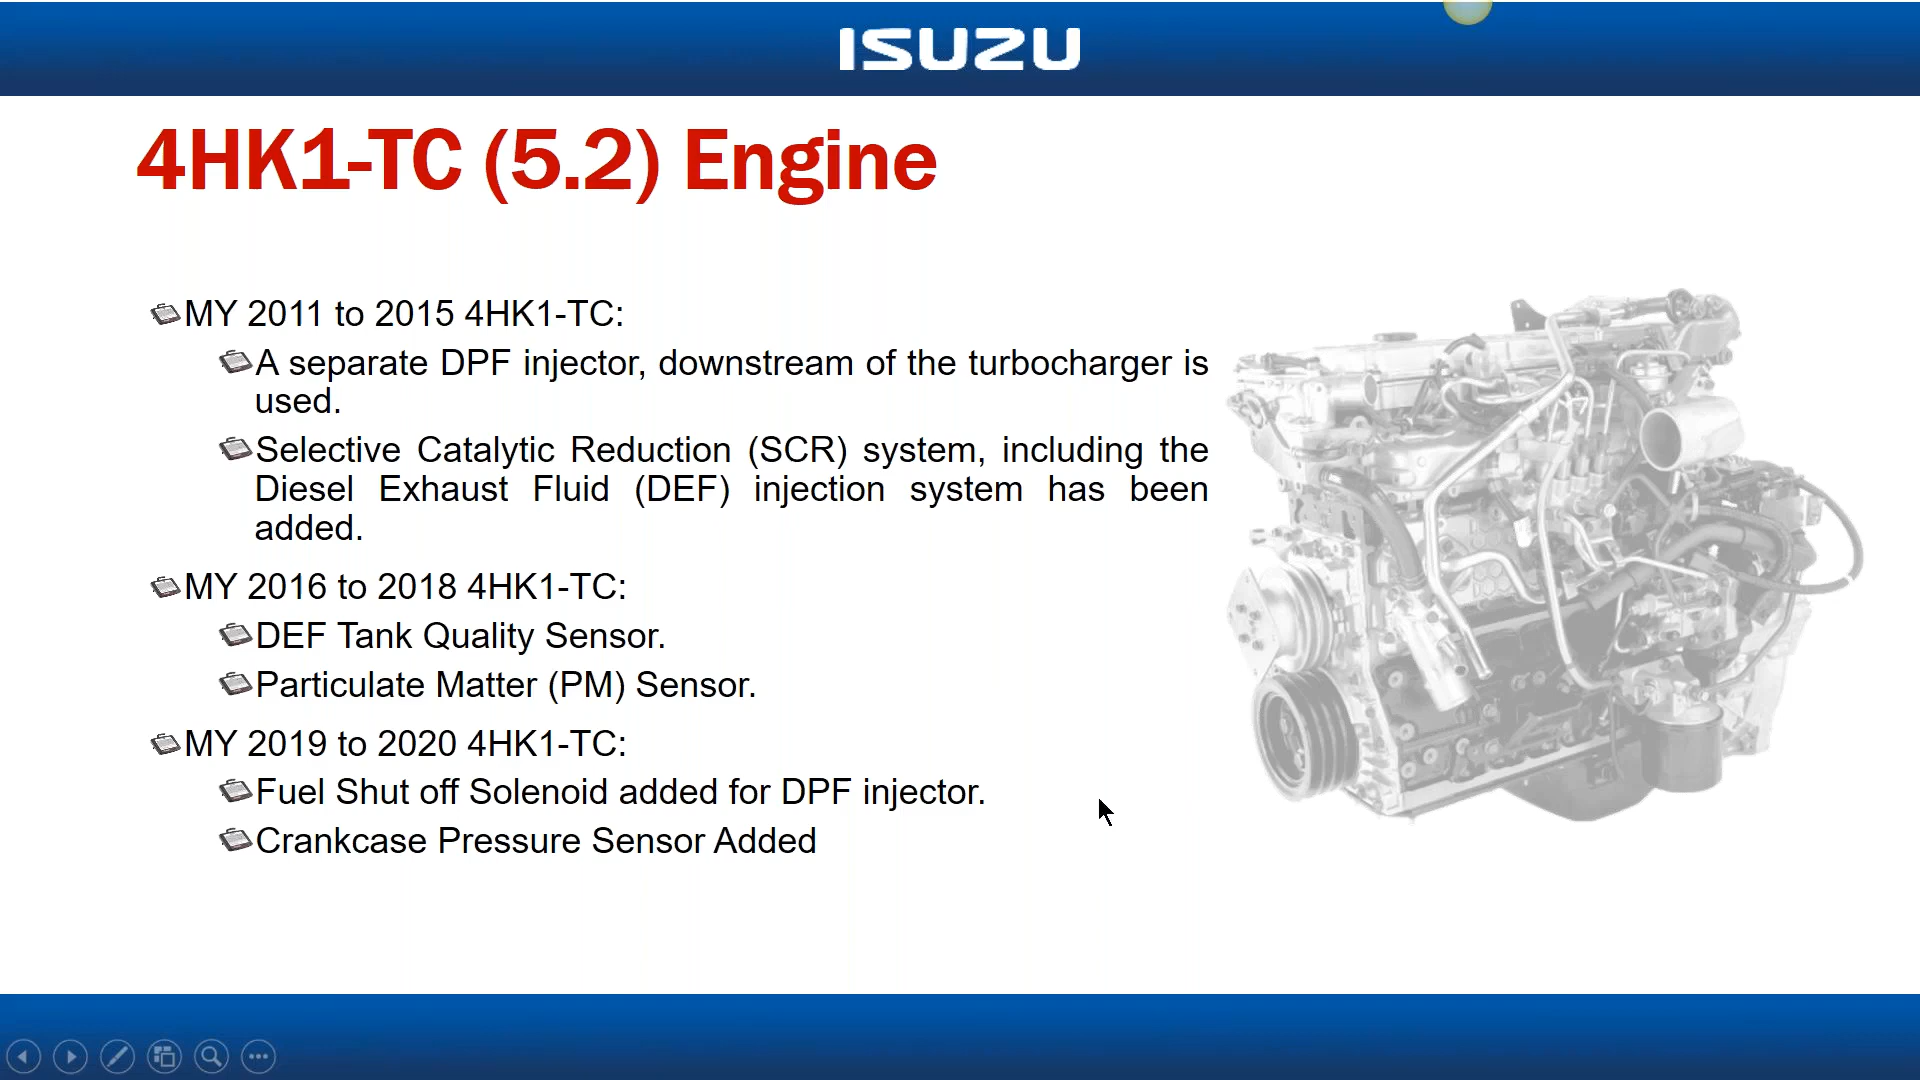 ISUZU
4HK1-TC (5.2) Engine
MY 2011 to 2015 4HK1-TC:
A separate DPF injector, downstream of the turbocharger is
used.
Selective Catalytic Reduction (SCR) system, including the
Diesel Exhaust Fluid (DEF) injection system has been
added.
MY 2016 to 2018 4HK1-TC:
DEF Tank Quality Sensor.
Particulate Matter (PM) Sensor.
MY 2019 to 2020 4HK1-TC:
Fuel Shut off Solenoid added for DPF injector.
Crankcase Pressure Sensor Added